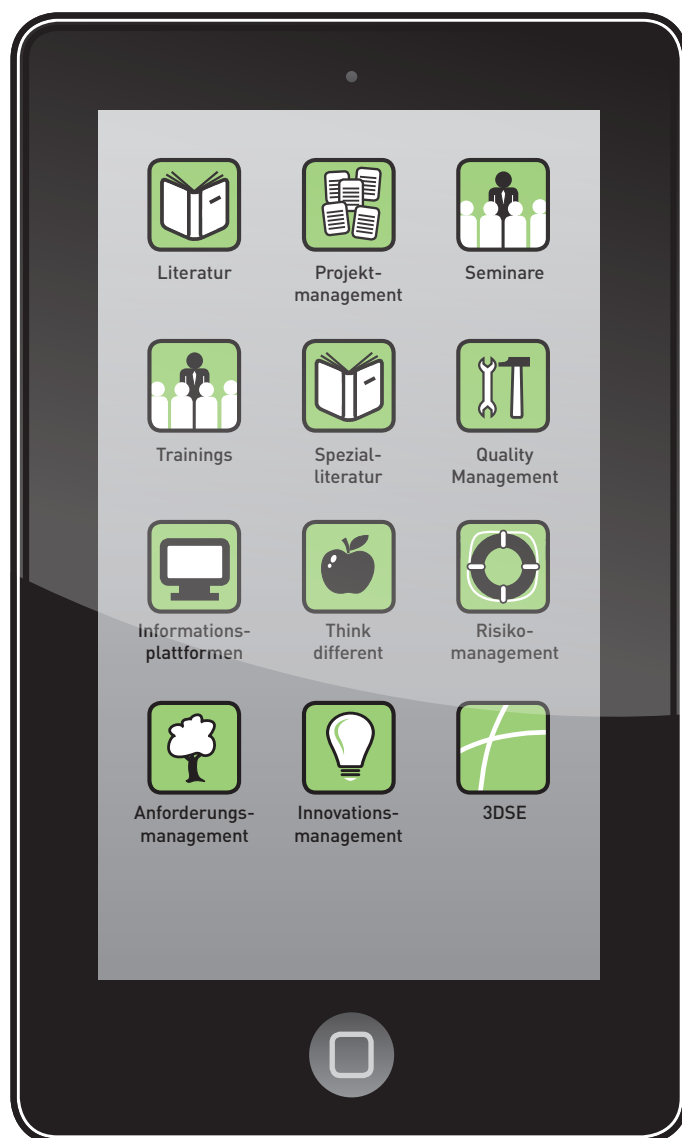 Literatur
Projekt-
management
Seminare
Trainings
Spezial-
literatur
Quality
Management
Informations-
plattformen
Think
different
Risiko-
management
Anforderungs-
management
Innovations-
management
3DSE